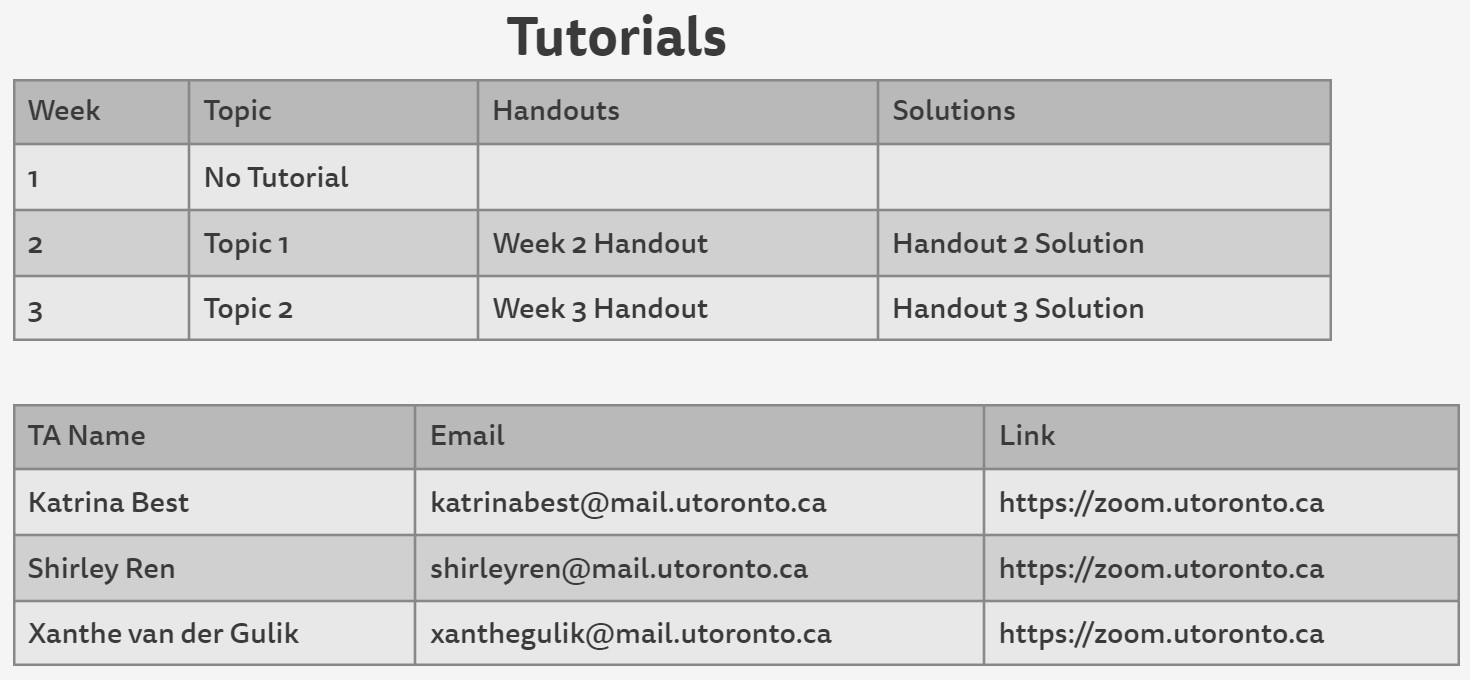 Tutorials
Week Topic Handouts Solutions
1 No Tutorial
2 Topic 1 Week 2 Handout Handout 2 Solution
3 Topic 2 Week 3 Handout Handout 3 Solution
TA Name Email Link
Katrina Best katrinabest@mail.utoronto.ca https://zoom.utoronto.ca
Shirley Ren shirleyren@mail.utoronto.ca https://zoom.utoronto.ca
Xanthe van der Gulik xanthegulik@mail.utoronto.ca https://zoom.utoronto.ca